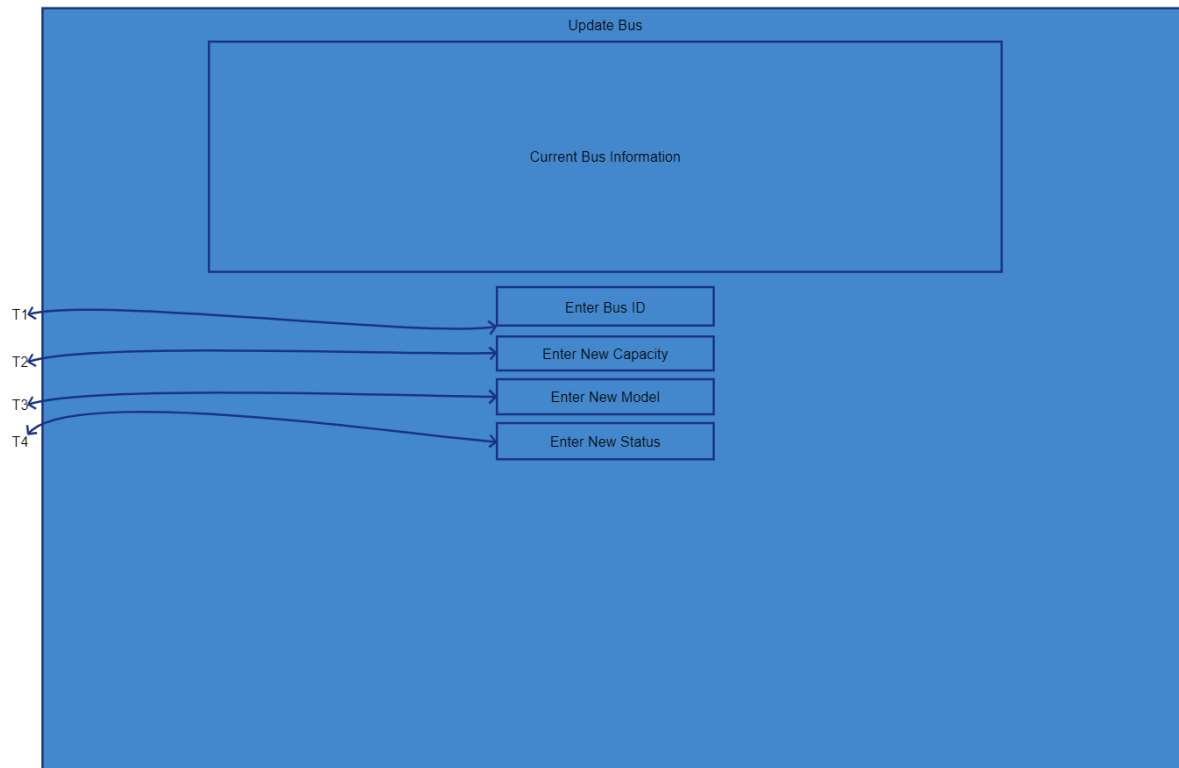 Update Bus
Current Bus Information
T1
Enter Bus ID
T2
Enter New Capacity
T3
Enter New Model
T4
Enter New Status